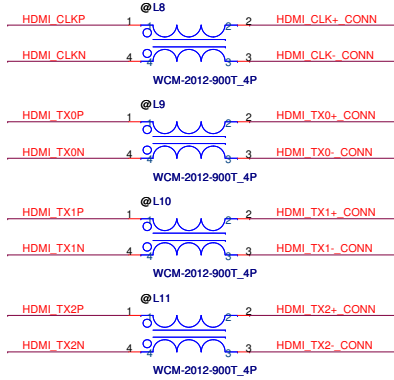 @L8
HDMI_CLKP 1 1 2 2 HDMI_CLK+_CONN
HDMI_CLKN 4 4 3 3 HDMI_CLK-_CONN
WCM-2012-900T_4P
@L9
HDMI_TX0P 1 1 2 2 HDMI_TX0+_CONN
HDMI_TX0N 4 4 3 3 HDMI_TX0-_CONN
WCM-2012-900T_4P
@L10
HDMI_TX1P 1 1 2 2 HDMI_TX1+_CONN
HDMI_TX1N 4 4 3 3 HDMI_TX1-_CONN
WCM-2012-900T_4P
@L11
HDMI_TX2P 1 1 2 2 HDMI_TX2+_CONN
HDMI_TX2N 4 4 3 3 HDMI_TX2-_CONN
WCM-2012-900T_4P